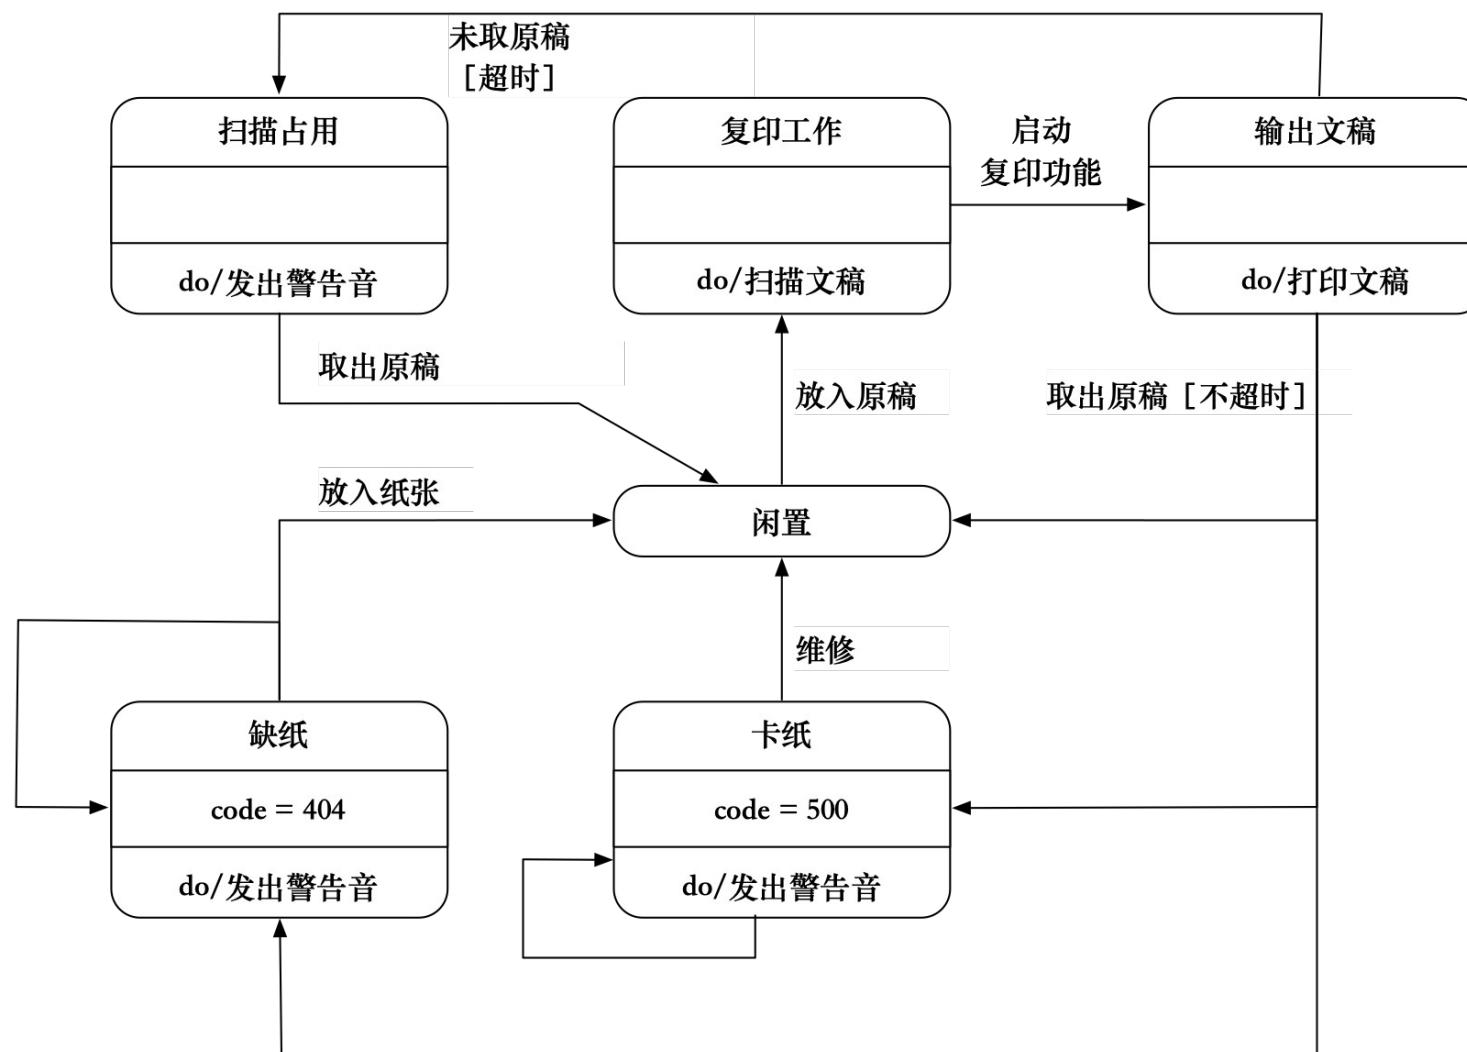 未取原稿
［超时］
扫描占用
复印工作
启动
复印功能
输出文稿
do/发出警告音
do/扫描文稿
do/打印文稿
取出原稿
放入原稿
取出原稿［不超时］
放入纸张
闲置
维修
缺纸
卡纸
code = 404
code = 500
do/发出警告音
do/发出警告音